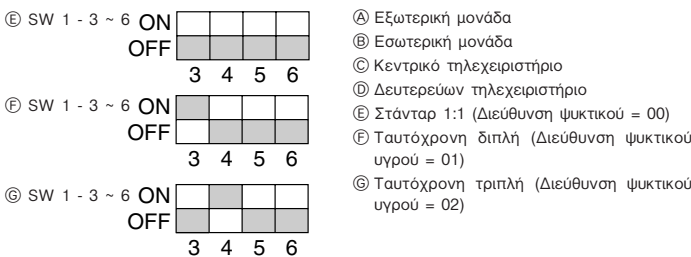 Ⓔ SW 1 - 3 ~ 6 ON
OFF
3 4 5 6
Ⓕ SW 1 - 3 ~ 6 ON
OFF
3 4 5 6
Ⓖ SW 1 - 3 ~ 6 ON
OFF
3 4 5 6
Ⓐ Εξωτερική μονάδα
Ⓑ Εσωτερική μονάδα
Ⓒ Κεντρικό τηλεχειριστήριο
Ⓓ Δευτερεύων τηλεχειριστήριο
Ⓔ Στάνταρ 1:1 (Διεύθυνση ψυκτικού = 00)
Ⓕ Ταυτόχρονη διπλή (Διεύθυνση ψυκτικού
υγρού = 01)
Ⓖ Ταυτόχρονη τριπλή (Διεύθυνση ψυκτικού
υγρού = 02)